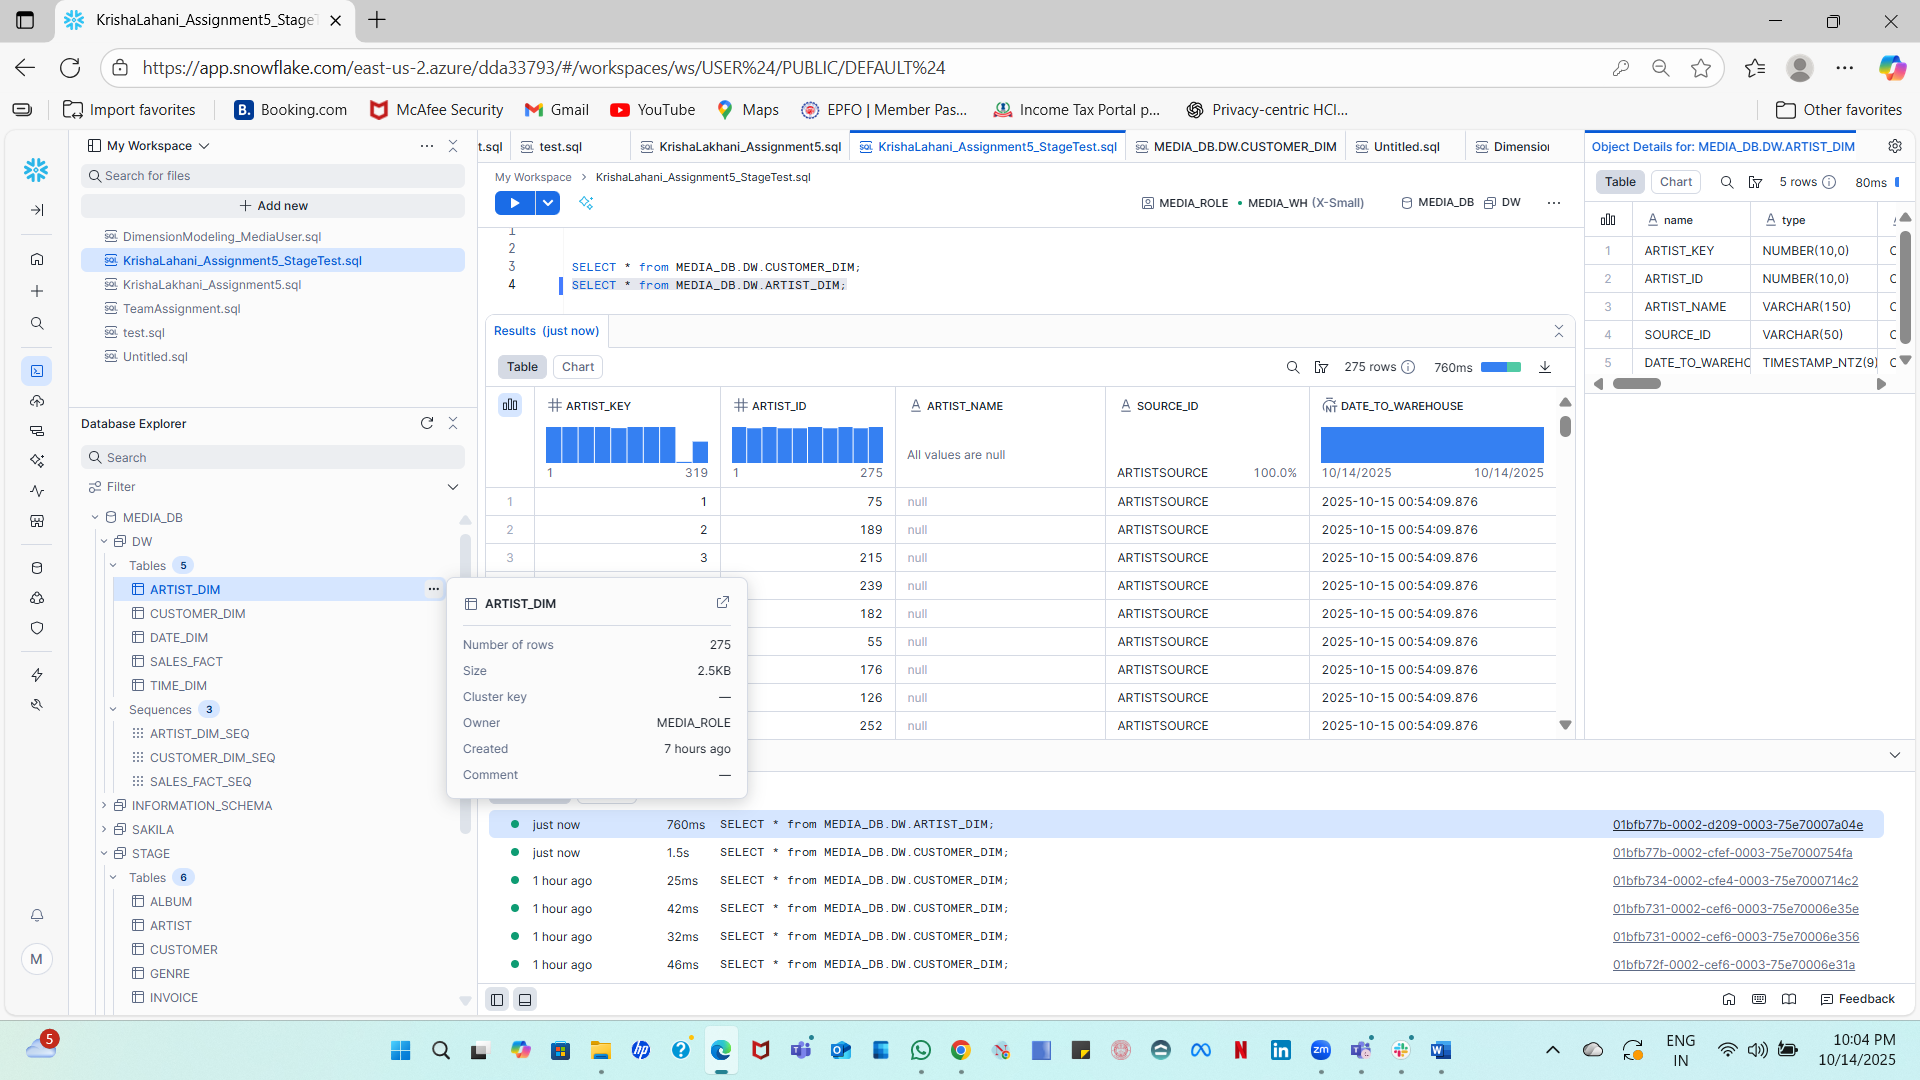 KrishaLahani_Assignment5_StageT
https://app.snowflake.com/east-us-2.azure/dda33793/#/workspaces/ws/USER%24/PUBLIC/DEFAULT%24
Import favorites
Booking.com
McAfee Security
Gmail
YouTube
Maps
EPFO | Member Pas...
Income Tax Portal p...
Privacy-centric HCI...
Other favorites
My Workspace
Search for files
Add new
DimensionModeling_MediaUser.sql
KrishaLahani_Assignment5_StageTest.sql
KrishaLakhani_Assignment5.sql
TeamAssignment.sql
test.sql
Untitled.sql
Database Explorer
Search
Filter
MEDIA_DB
DW
Tables 5
ARTIST_DIM
CUSTOMER_DIM
DATE_DIM
SALES_FACT
TIME_DIM
Sequences 3
ARTIST_DIM_SEQ
CUSTOMER_DIM_SEQ
SALES_FACT_SEQ
INFORMATION_SCHEMA
SAKILA
STAGE
Tables 6
ALBUM
ARTIST
CUSTOMER
GENRE
INVOICE
M
t.sql
test.sql
KrishaLakhani_Assignment5.sql
KrishaLahani_Assignment5_StageTest.sql
MEDIA_DB.DW.CUSTOMER_DIM
Untitled.sql
Dimension
My Workspace > KrishaLahani_Assignment5_StageTest.sql
MEDIA_ROLE • MEDIA_WH (X-Small) MEDIA_DB DW
1
2
3 SELECT * from MEDIA_DB.DW.CUSTOMER_DIM;
4 SELECT * from MEDIA_DB.DW.ARTIST_DIM;
Results (just now)
Table Chart 275 rows 760ms
ARTIST_KEY ARTIST_ID ARTIST_NAME SOURCE_ID DATE_TO_WAREHOUSE
All values are null
1 319 1 275 ARTISTSOURCE 100.0% 10/14/2025 10/14/2025
1 1 75 null ARTISTSOURCE 2025-10-15 00:54:09.876
2 2 189 null ARTISTSOURCE 2025-10-15 00:54:09.876
3 3 215 null ARTISTSOURCE 2025-10-15 00:54:09.876
239 null ARTISTSOURCE 2025-10-15 00:54:09.876
182 null ARTISTSOURCE 2025-10-15 00:54:09.876
55 null ARTISTSOURCE 2025-10-15 00:54:09.876
176 null ARTISTSOURCE 2025-10-15 00:54:09.876
126 null ARTISTSOURCE 2025-10-15 00:54:09.876
252 null ARTISTSOURCE 2025-10-15 00:54:09.876
ARTIST_DIM
Number of rows 275
Size 2.5KB
Cluster key —
Owner MEDIA_ROLE
Created 7 hours ago
Comment —
just now 760ms SELECT * from MEDIA_DB.DW.ARTIST_DIM; 01bfb77b-0002-d209-0003-75e70007a04e
just now 1.5s SELECT * from MEDIA_DB.DW.CUSTOMER_DIM; 01bfb77b-0002-cfef-0003-75e7000754fa
1 hour ago 25ms SELECT * from MEDIA_DB.DW.CUSTOMER_DIM; 01bfb734-0002-cfe4-0003-75e7000714c2
1 hour ago 42ms SELECT * from MEDIA_DB.DW.CUSTOMER_DIM; 01bfb731-0002-cef6-0003-75e70006e35e
1 hour ago 32ms SELECT * from MEDIA_DB.DW.CUSTOMER_DIM; 01bfb731-0002-cef6-0003-75e70006e356
1 hour ago 46ms SELECT * from MEDIA_DB.DW.CUSTOMER_DIM; 01bfb72f-0002-cef6-0003-75e70006e31a
Object Details for: MEDIA_DB.DW.ARTIST_DIM
Table Chart 5 rows 80ms
name type
1 ARTIST_KEY NUMBER(10,0) C
2 ARTIST_ID NUMBER(10,0) C
3 ARTIST_NAME VARCHAR(150) C
4 SOURCE_ID VARCHAR(50) C
5 DATE_TO_WAREHC TIMESTAMP_NTZ(9) C
Feedback
5
ENG
IN
10:04 PM
10/14/2025